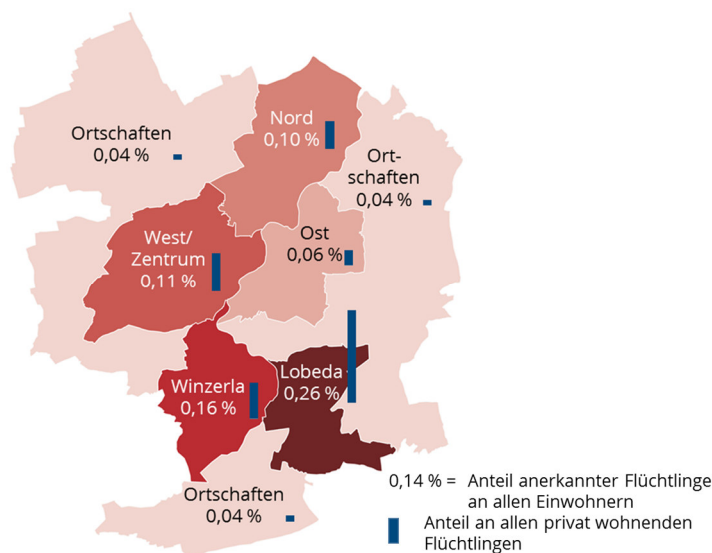 Nord
0,10 %
Ortschaften
0,04 %
Ort-
schaften
0,04 %
West/
Zentrum
0,11 %
Ost
0,06 %
Winzerla
0,16 %
Lobeda
0,26 %
Ortschaften
0,04 %
0,14 % = Anteil anerkannter Flüchtlinge
an allen Einwohnern
Anteil an allen privat wohnenden
Flüchtlingen